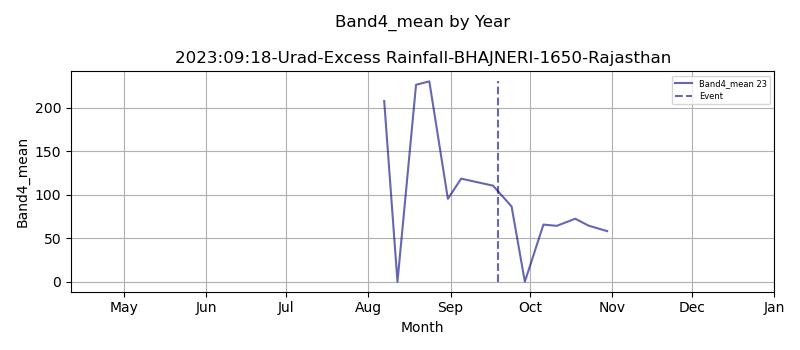 Band4_mean by Year
2023:09:18-Urad-Excess Rainfall-BHAJNERI-1650-Rajasthan
Band4_mean 23
Event
200
150
100
50
0
Band4_mean
May Jun Jul Aug Sep Oct Nov Dec Jan
Month